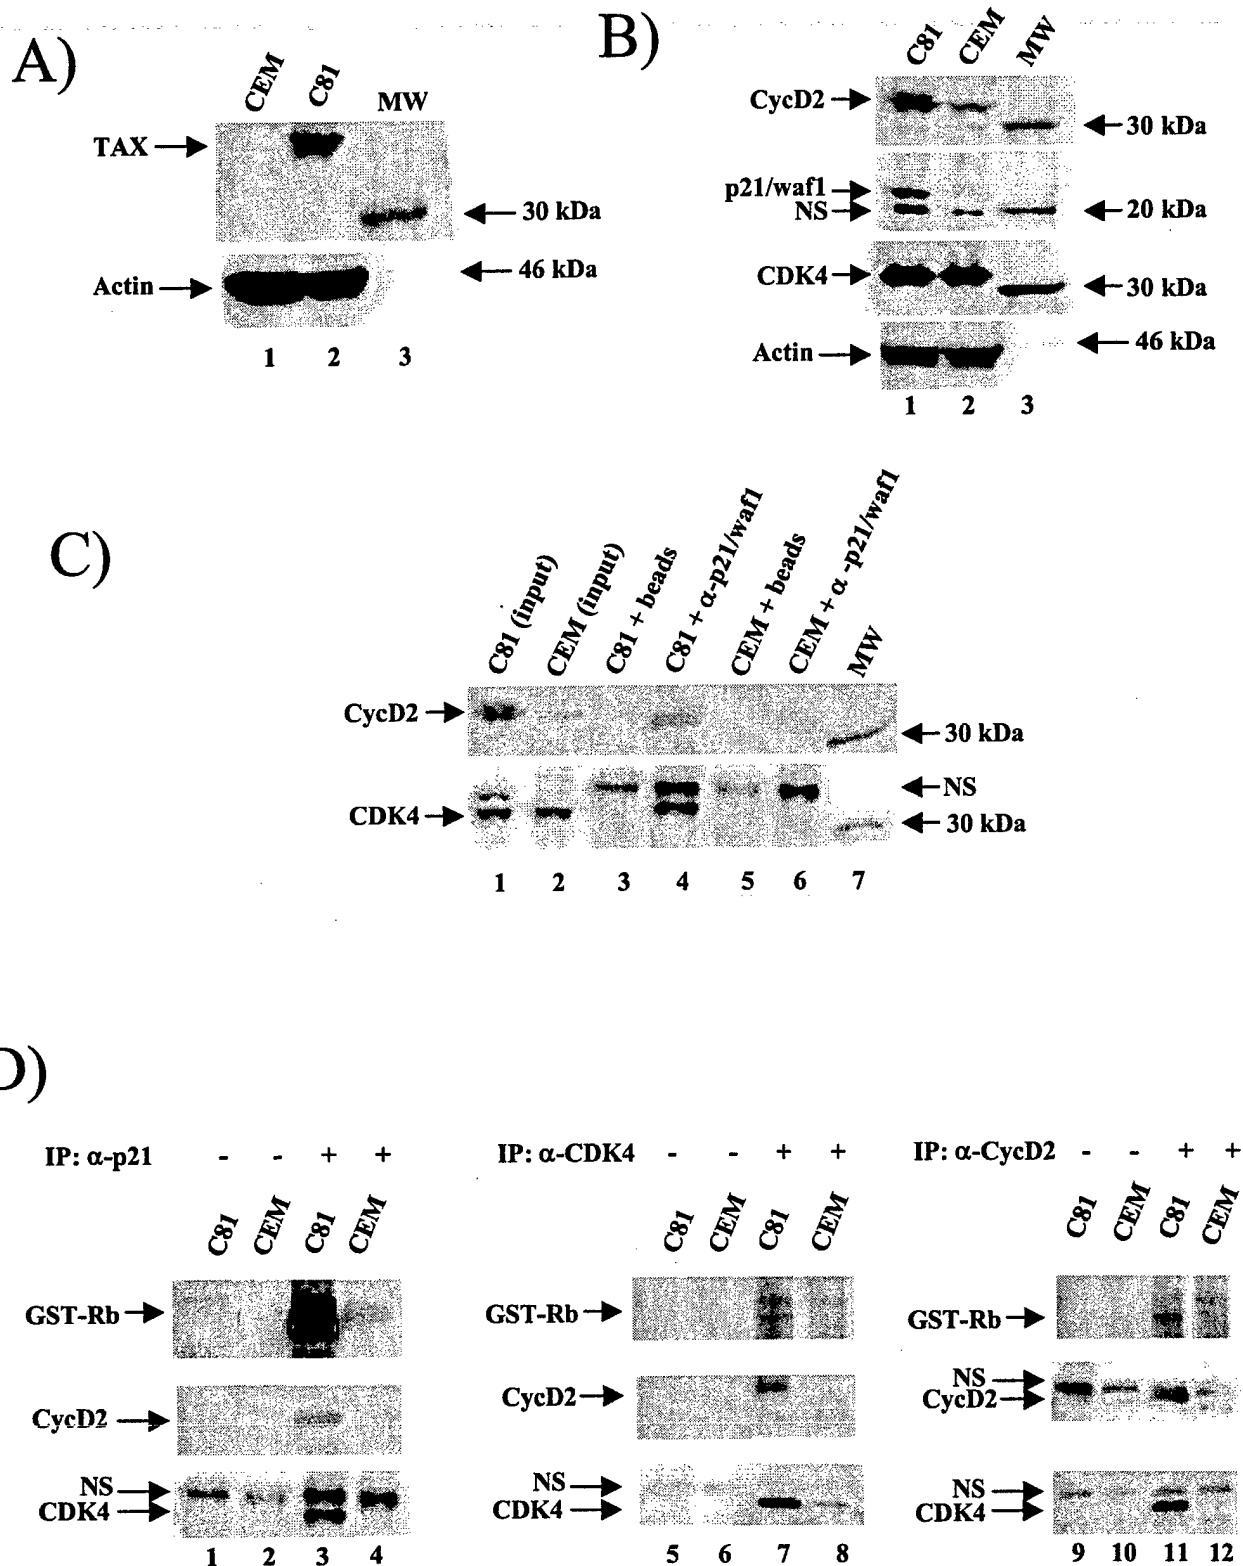 A)
CEM C81 MW
TAX
30 kDa
46 kDa
Actin
1 2 3
B)
C81 CEM MW
CycD2
30 kDa
p21/waf1
NS
20 kDa
CDK4
30 kDa
46 kDa
Actin
1 2 3
C)
C81 (input) CEM (input) C81 + beads C81 + α-p21/waf1 CEM + beads CEM + α -p21/waf1 MW
CycD2
30 kDa
NS
CDK4
30 kDa
1 2 3 4 5 6 7
D)
IP: α-p21 - - + +
C81 CEM C81 CEM
GST-Rb
CycD2
NS
CDK4
1 2 3 4
IP: α-CDK4 - - + +
C81 CEM C81 CEM
GST-Rb
CycD2
NS
CDK4
5 6 7 8
IP: α-CycD2 - - + +
C81 CEM C81 CEM
GST-Rb
NS
CycD2
NS
CDK4
9 10 11 12